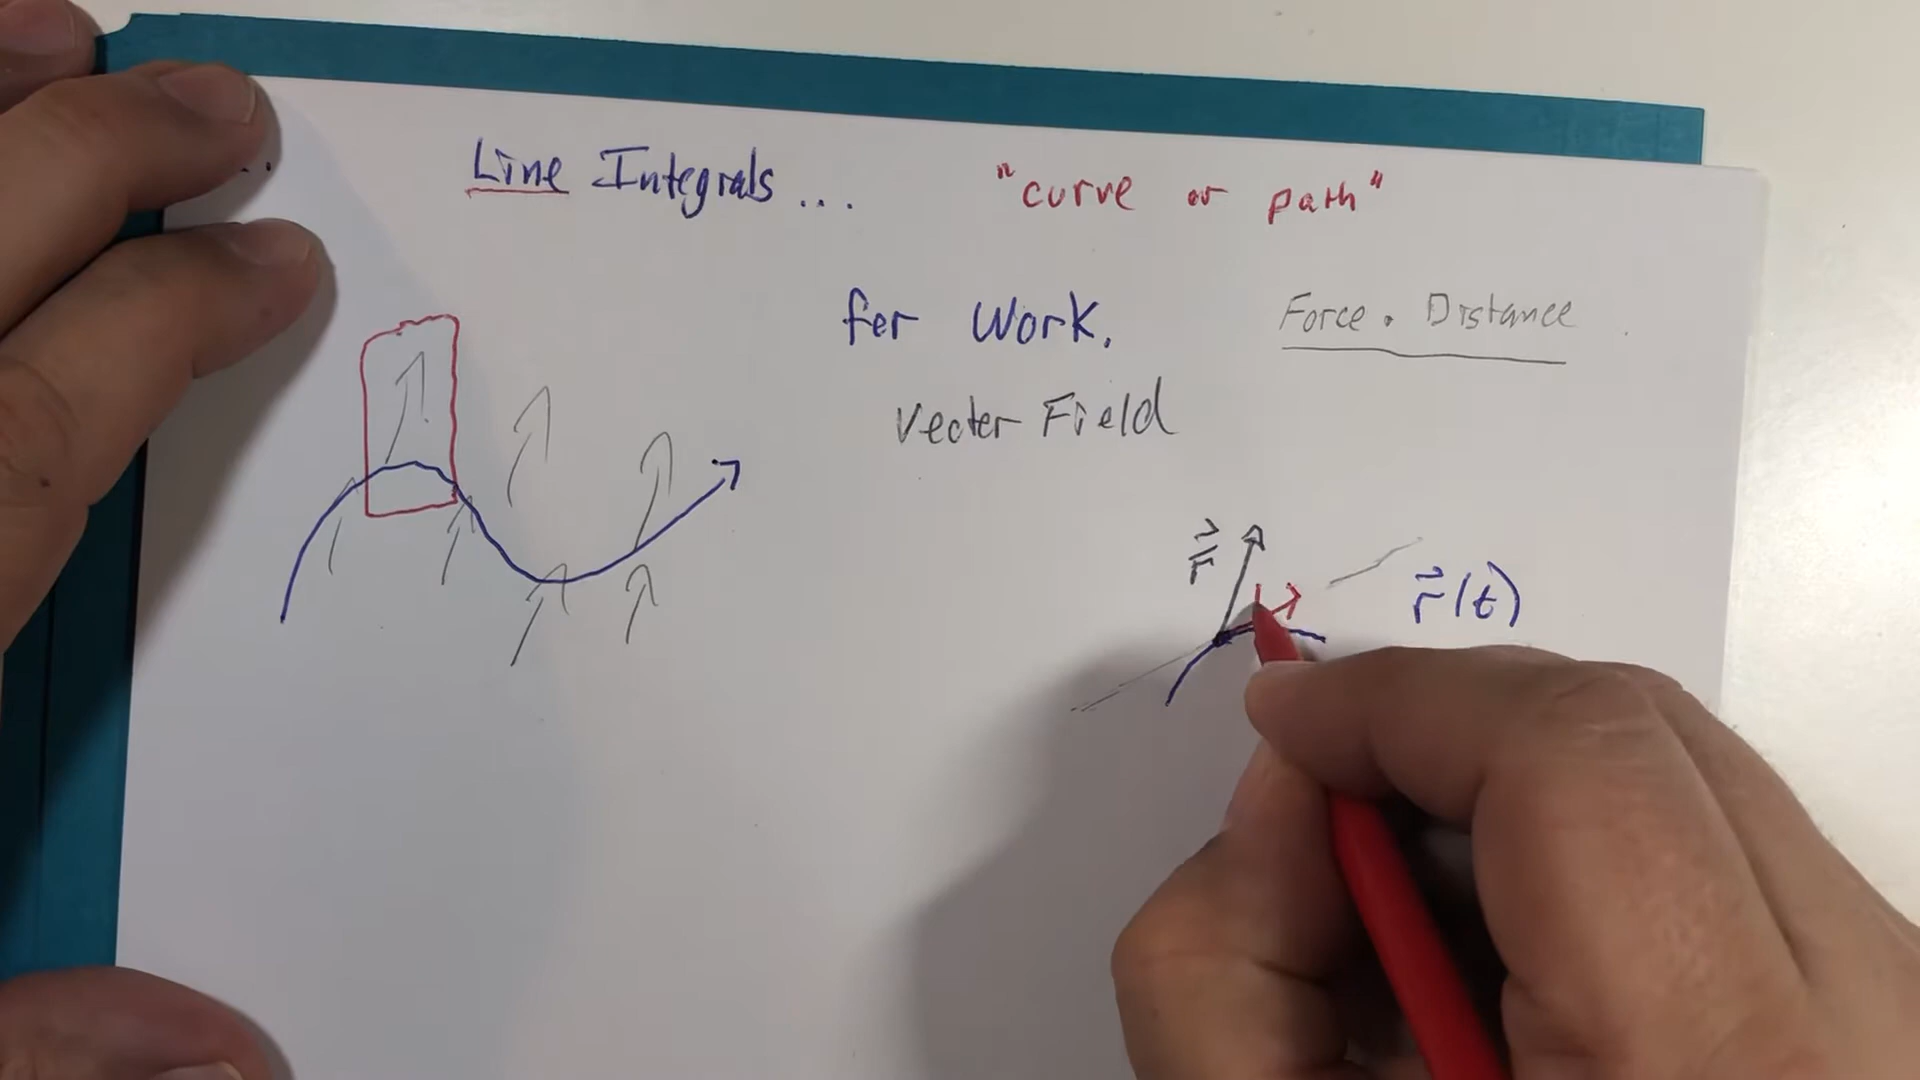 Line Integrals ... "curve or path"
for Work. Force · Distance
Vector Field
F⃗
r⃗(t)